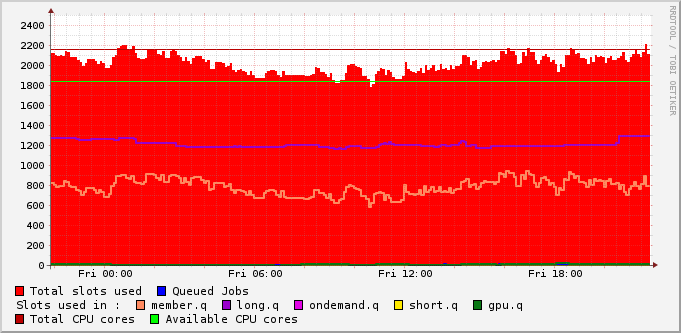 2400
2200
2000
1800
1600
1400
1200
1000
800
600
400
200
0
Fri 00:00 Fri 06:00 Fri 12:00 Fri 18:00
Total slots used Queued Jobs
Slots used in : member.q long.q ondemand.q short.q gpu.q
Total CPU cores Available CPU cores
RRDTOOL / TOBI OETIKER